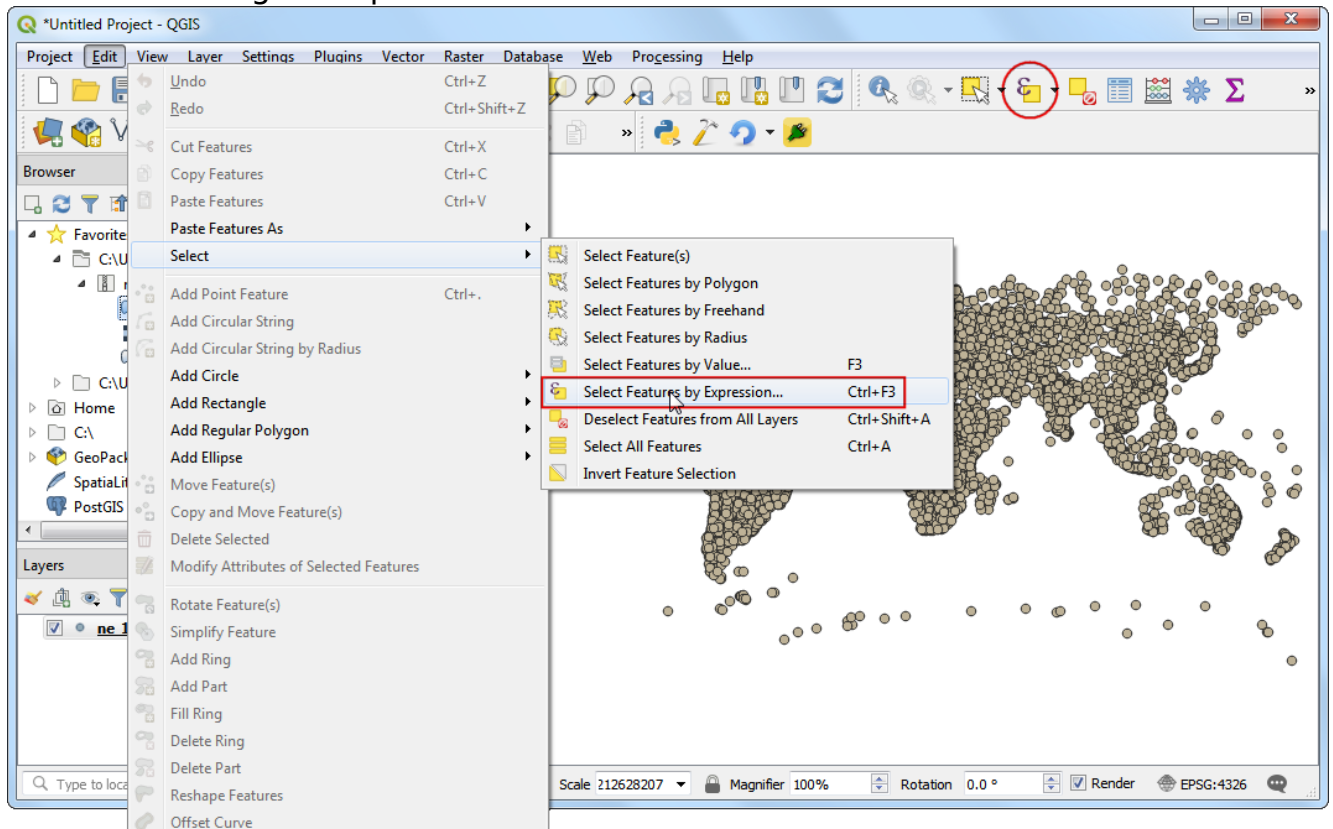 *Untitled Project - QGIS
Project Edit View Layer Settings Plugins Vector Raster Database Web Processing Help
Undo Ctrl+Z
Redo Ctrl+Shift+Z
Cut Features Ctrl+X
Copy Features Ctrl+C
Paste Features Ctrl+V
Paste Features As
Select
Add Point Feature Ctrl+.
Add Circular String
Add Circular String by Radius
Add Circle
Add Rectangle
Add Regular Polygon
Add Ellipse
Move Feature(s)
Copy and Move Feature(s)
Delete Selected
Modify Attributes of Selected Features
Rotate Feature(s)
Simplify Feature
Add Ring
Add Part
Fill Ring
Delete Ring
Delete Part
Reshape Features
Offset Curve
Select Feature(s)
Select Features by Polygon
Select Features by Freehand
Select Features by Radius
Select Features by Value... F3
Select Features by Expression... Ctrl+F3
Deselect Features from All Layers Ctrl+Shift+A
Select All Features Ctrl+A
Invert Feature Selection
Browser
Favorite
C:\U
C:\U
Home
C:\
GeoPack
SpatiaLit
PostGIS
Layers
ne_1
Type to loca
Scale 212628207 Magnifier 100% Rotation 0.0 ° Render EPSG:4326